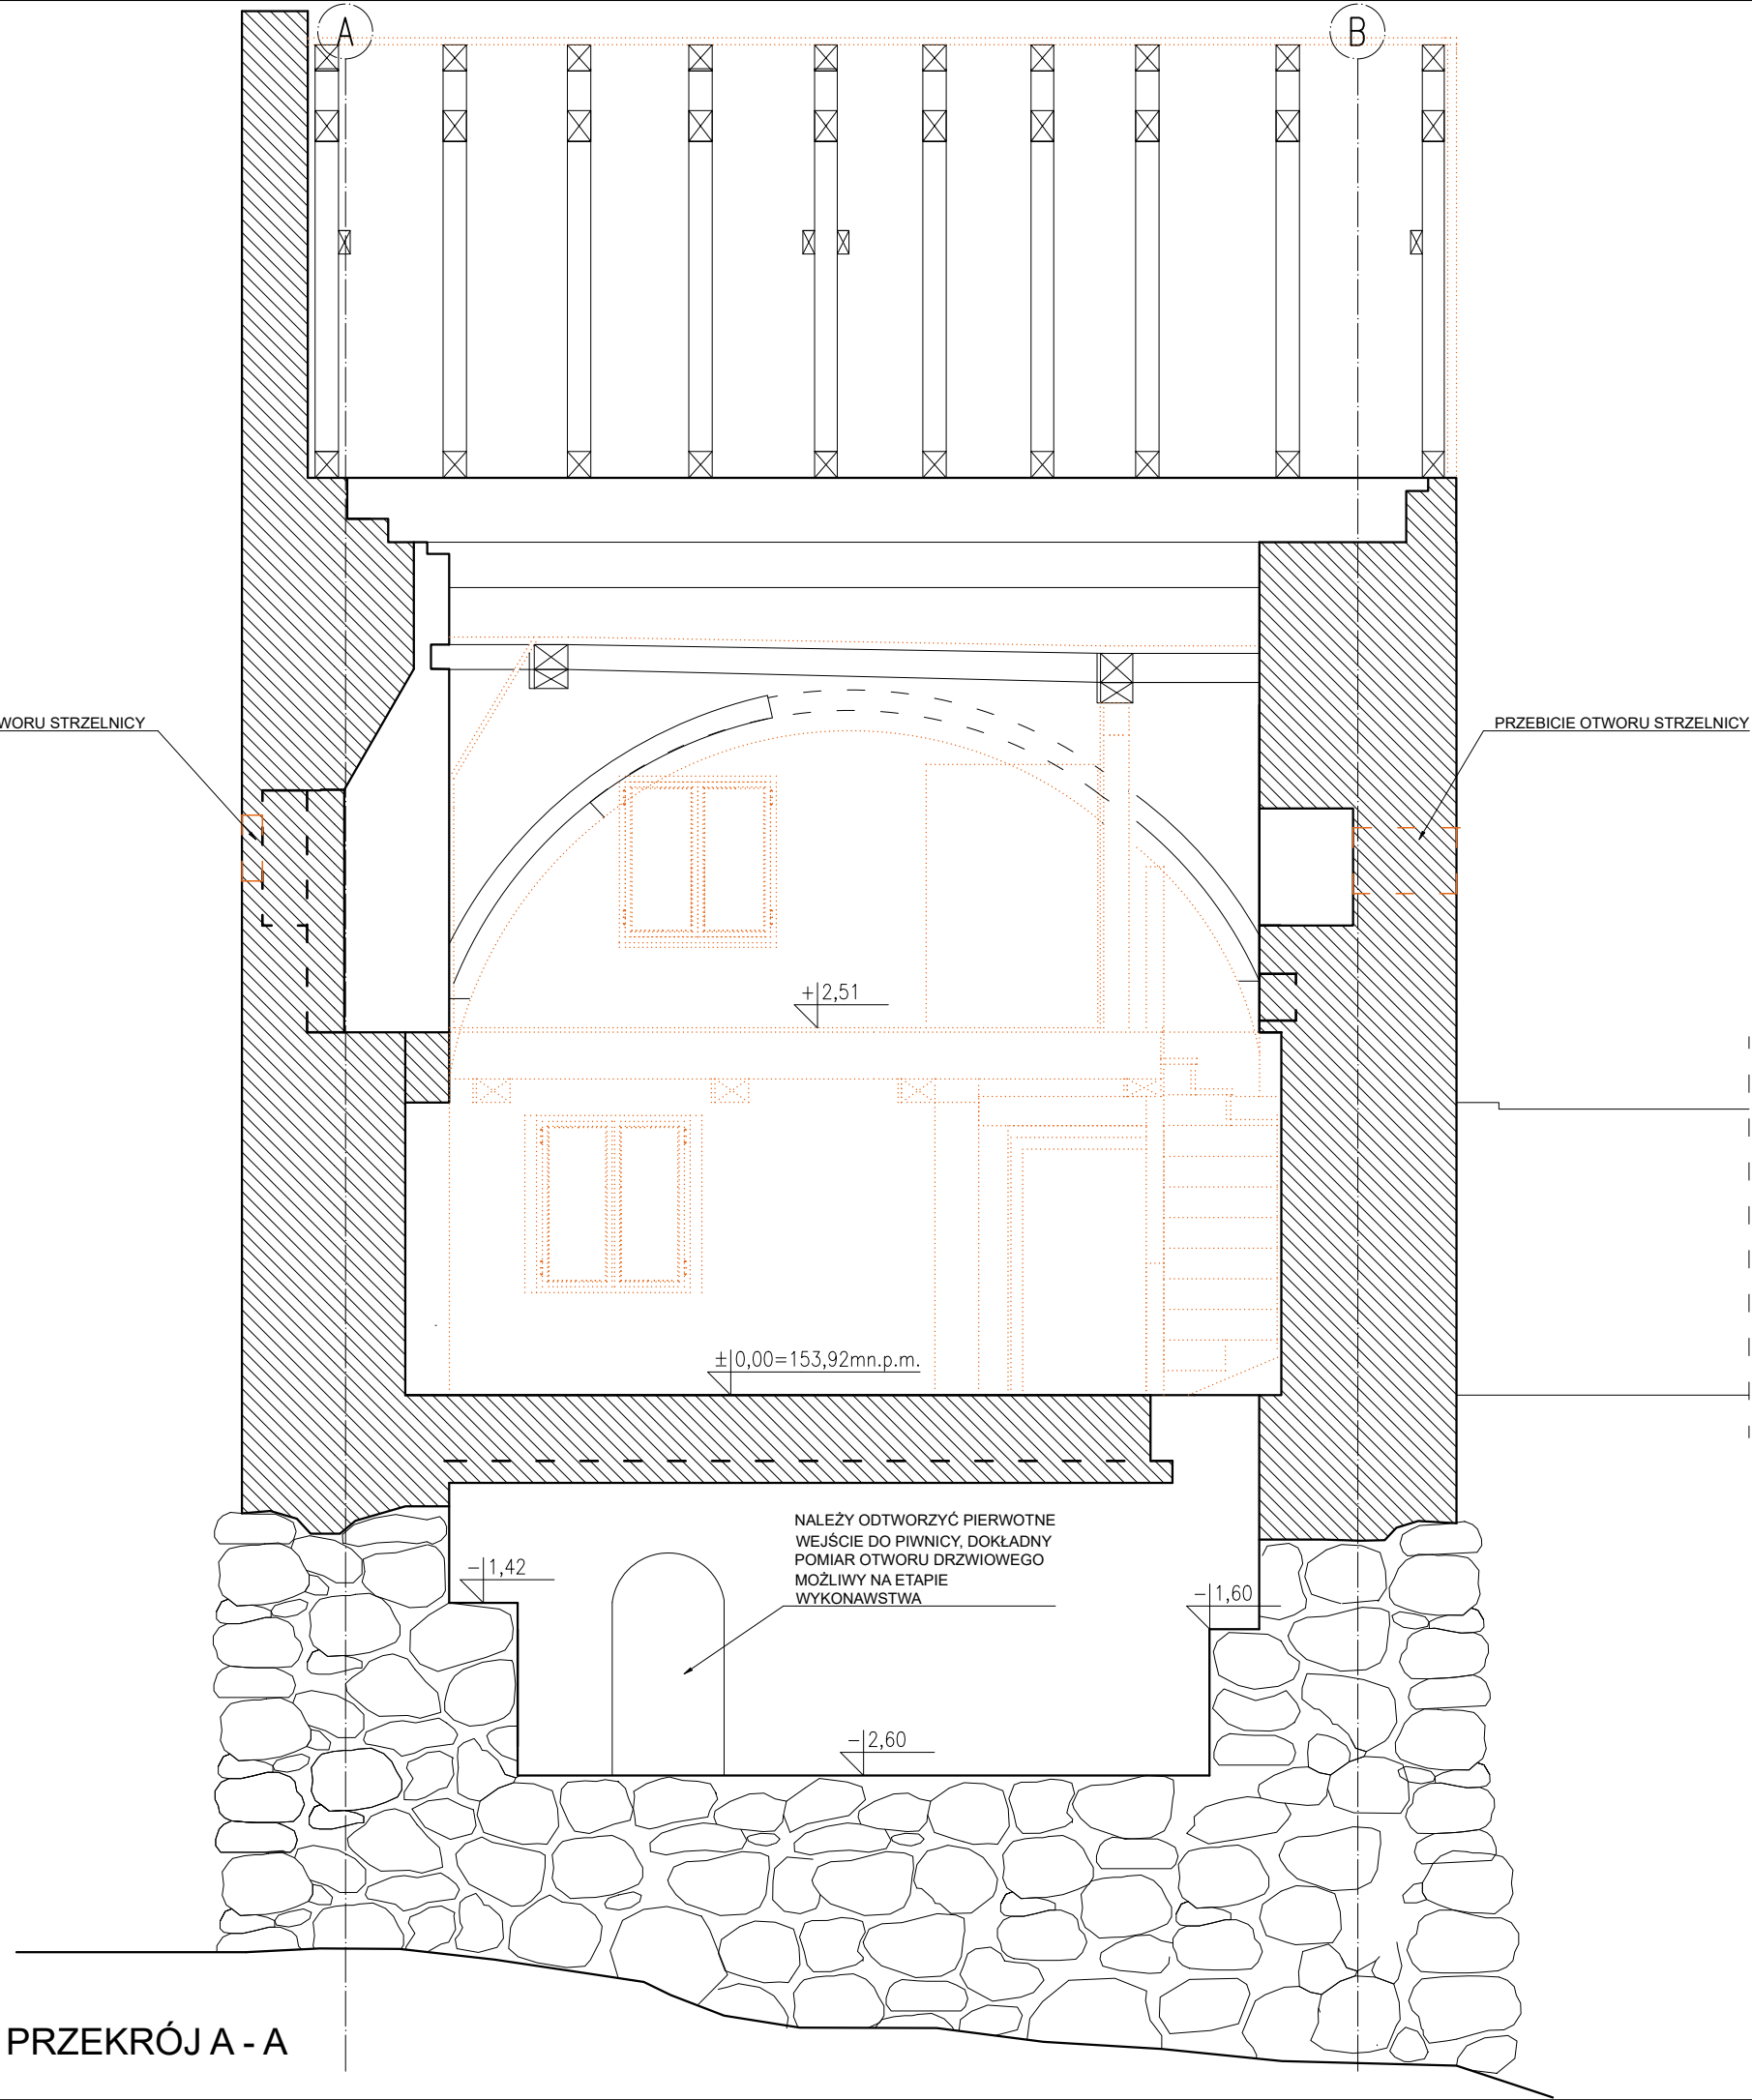 A
B
WORU STRZELNICY
PRZEBICIE OTWORU STRZELNICY
+2,51
±0,00=153,92mn.p.m.
NALEŻY ODTWORZYĆ PIERWOTNE
WEJŚCIE DO PIWNICY, DOKŁADNY
POMIAR OTWORU DRZWIOWEGO
MOŻLIWY NA ETAPIE
WYKONAWSTWA
-1,42
-1,60
-2,60
PRZEKRÓJ A - A